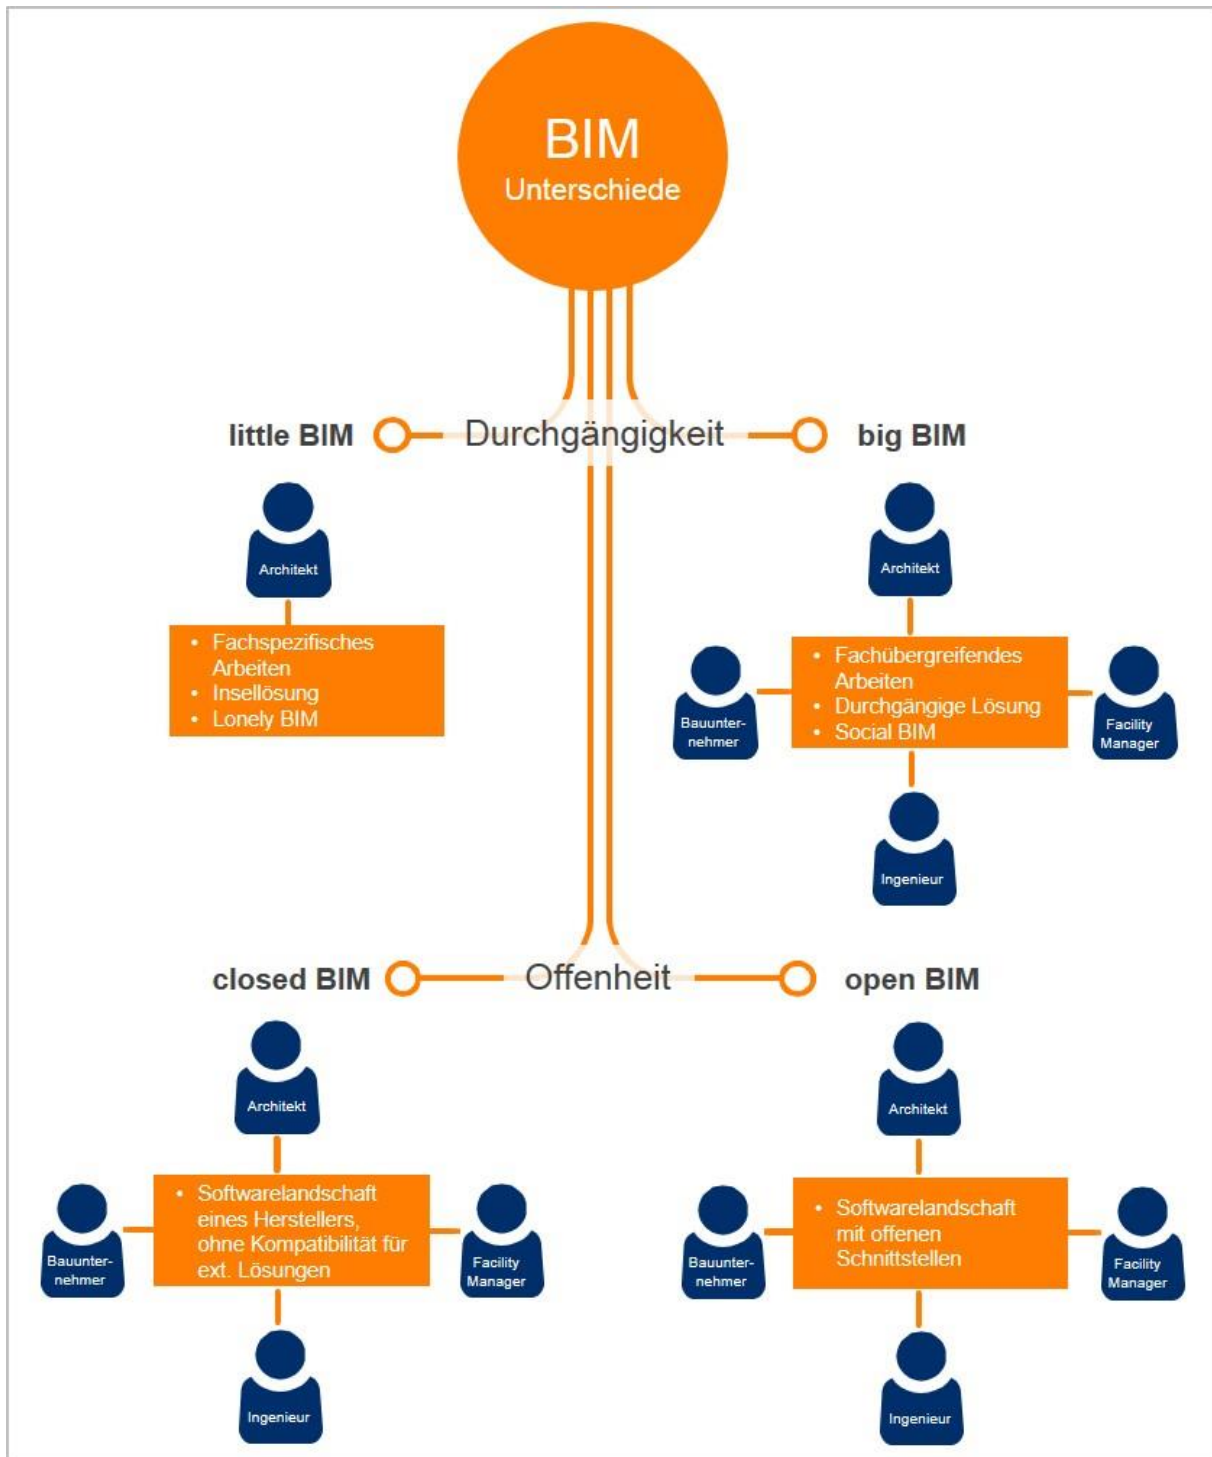 BIM
Unterschiede
little BIM
Durchgängigkeit
big BIM
Architekt
• Fachspezifisches
Arbeiten
• Insellösung
• Lonely BIM
Architekt
Bauunter-
nehmer
• Fachübergreifendes
Arbeiten
• Durchgängige Lösung
• Social BIM
Facility
Manager
Ingenieur
closed BIM
Offenheit
open BIM
Architekt
Bauunter-
nehmer
• Softwarelandschaft
eines Herstellers,
ohne Kompatibilität für
ext. Lösungen
Facility
Manager
Ingenieur
Architekt
Bauunter-
nehmer
• Softwarelandschaft
mit offenen
Schnittstellen
Facility
Manager
Ingenieur